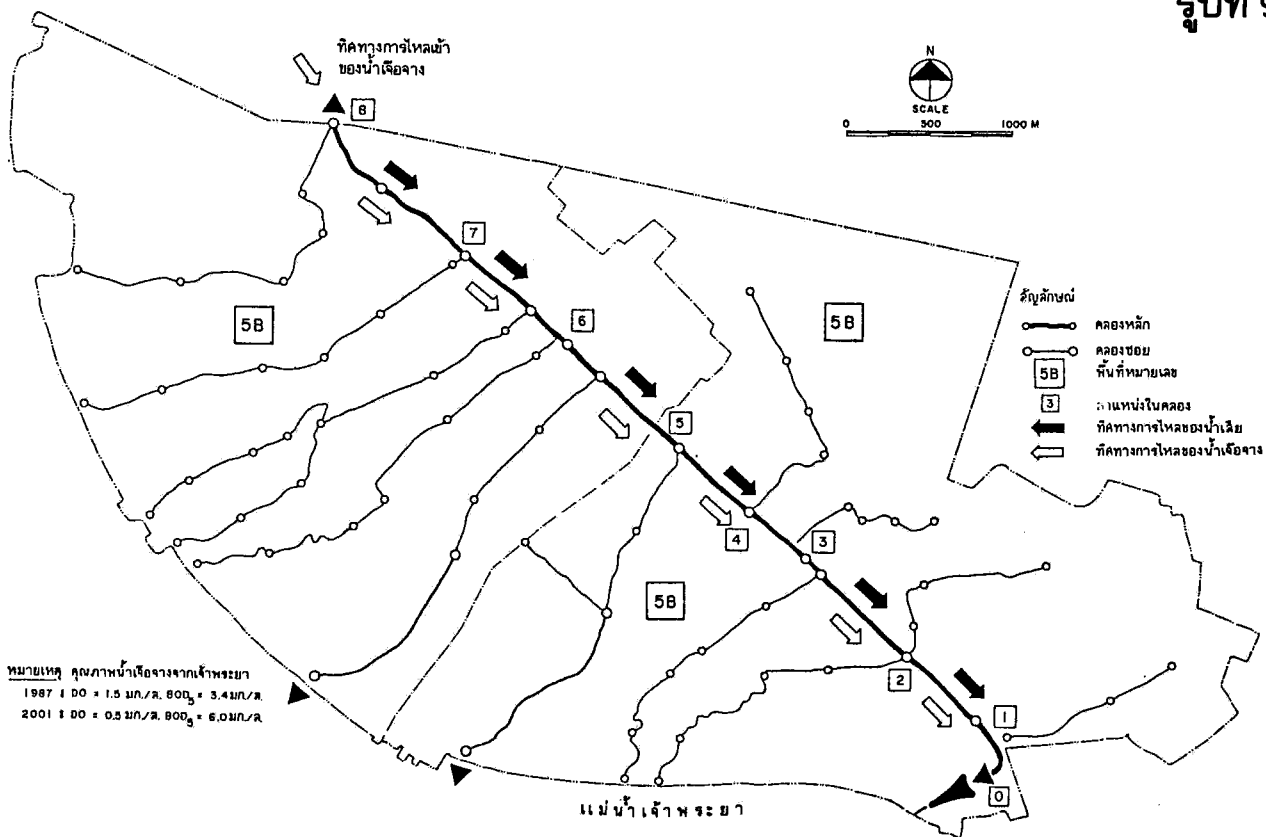 รูปที่ 9
ทิศทางการไหลเข้า
ของน้ำเจือจาง
8
N
SCALE
0 500 1000 M
7
6
5B
5B
5
4
3
5B
2
1
0
สัญลักษณ์
คลองหลัก
คลองซอย
5B พื้นที่หมายเลข
3 ตำแหน่งในคลอง
ทิศทางการไหลของน้ำเสีย
ทิศทางการไหลของน้ำเจือจาง
หมายเหตุ คุณภาพน้ำเจือจางจากเจ้าพระยา
1987 : DO = 1.5 มก./ล. BOD5 = 3.4 มก./ล.
2001 : DO = 0.5 มก./ล. BOD5 = 6.0 มก./ล.
แม่น้ำเจ้าพระยา